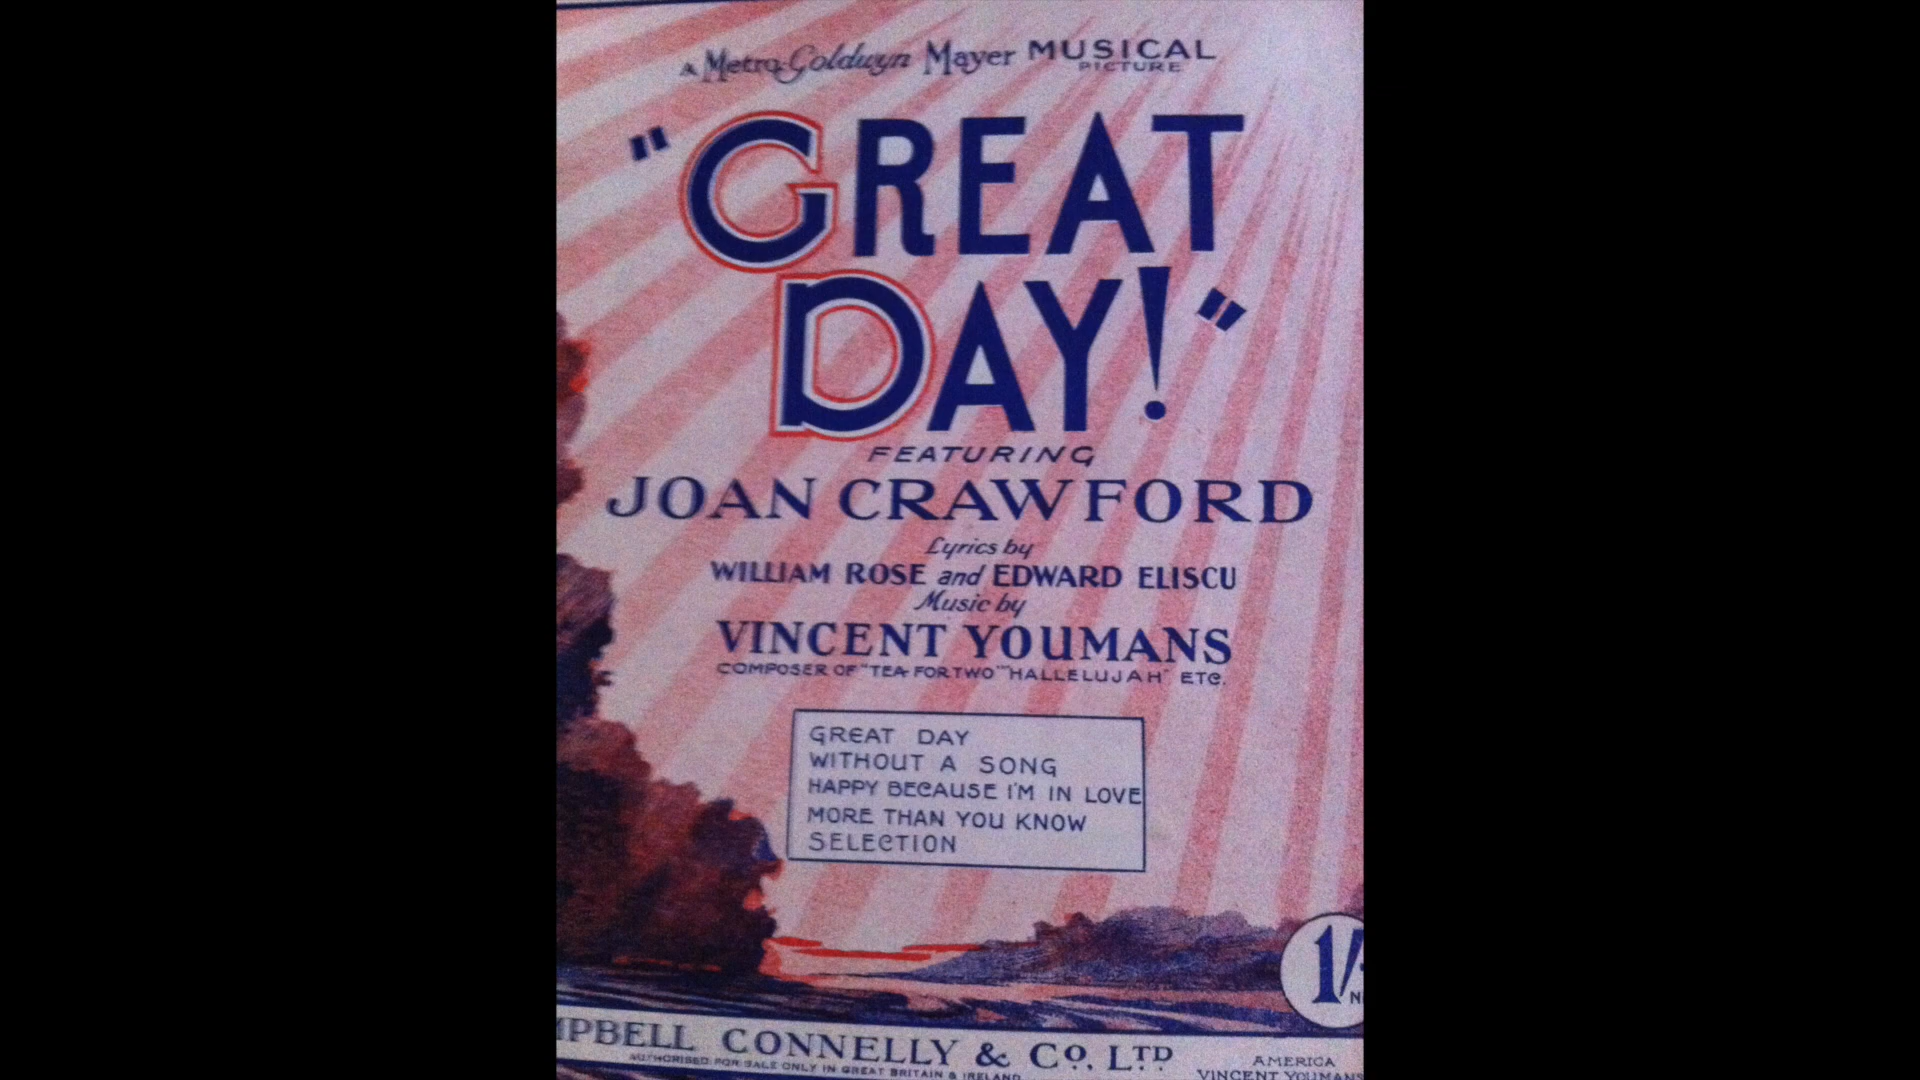 A Metro-Goldwyn Mayer MUSICAL
PICTURE
"GREAT
DAY!"
FEATURING
JOAN CRAWFORD
Lyrics by
WILLIAM ROSE and EDWARD ELISCU
Music by
VINCENT YOUMANS
COMPOSER OF "TEA FOR TWO" "HALLELUJAH" ETC.
GREAT DAY
WITHOUT A SONG
HAPPY BECAUSE I'M IN LOVE
MORE THAN YOU KNOW
SELECTION
1/-
MPBELL CONNELLY & Co. LTD
AUTHORISED FOR SALE ONLY IN GREAT BRITAIN & IRELAND
AMERICA
VINCENT YOUMANS